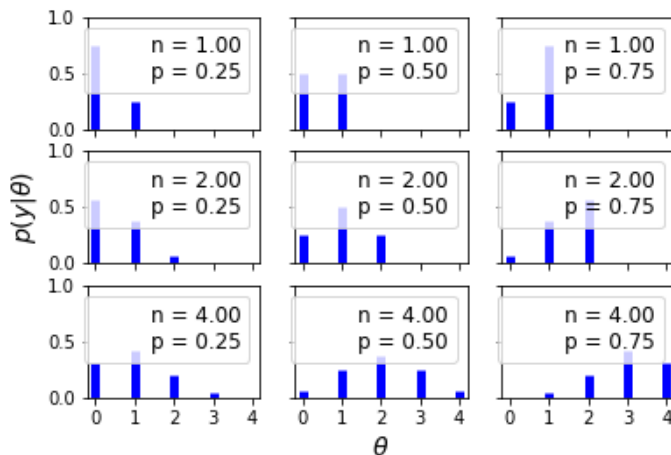 1.0
0.5
0.0
n = 1.00
p = 0.25
n = 1.00
p = 0.50
n = 1.00
p = 0.75
p(y|θ)
1.0
0.5
0.0
n = 2.00
p = 0.25
n = 2.00
p = 0.50
n = 2.00
p = 0.75
1.0
0.5
0.0
n = 4.00
p = 0.25
n = 4.00
p = 0.50
n = 4.00
p = 0.75
0 1 2 3 4
0 1 2 3 4
0 1 2 3 4
θ